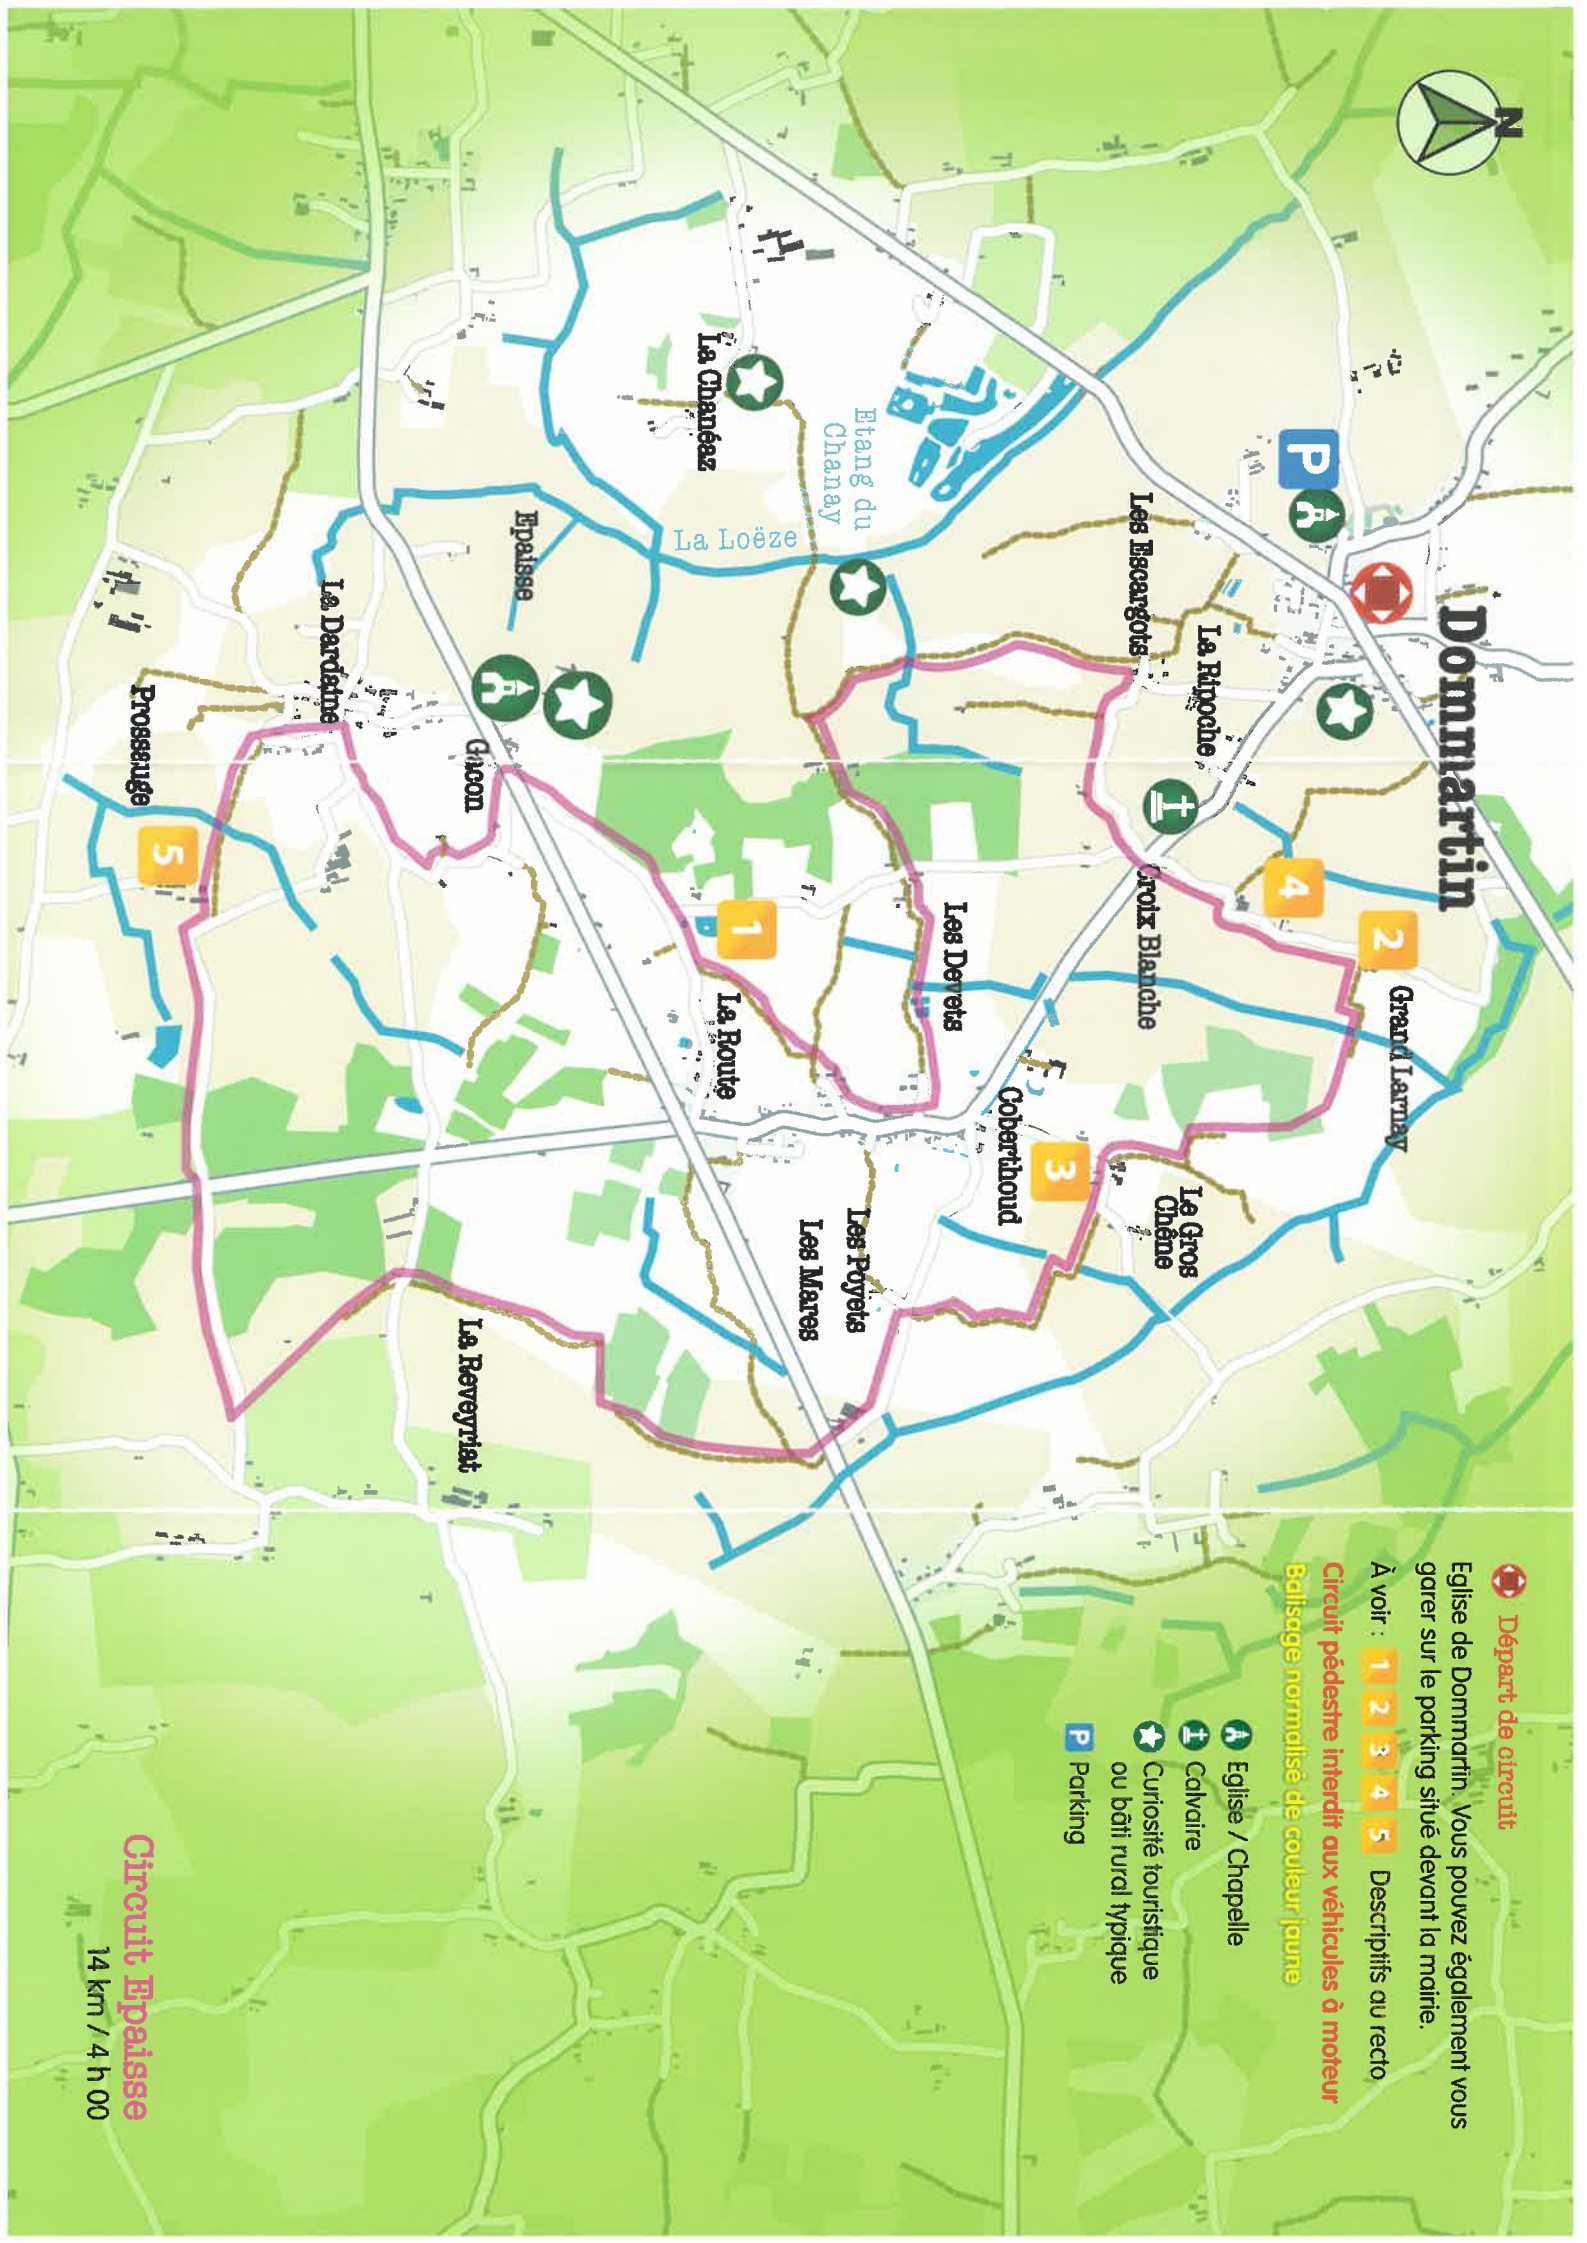 N
Dommartin
P
Les Escargots
La Ripoche
4
2
Grand Larnay
Croix Blanche
Etang du
Chanay
La Chanéaz
La Loëze
Epaisse
Les Devets
Coberthoud
3
Le Gros
Chêne
1
La Route
Les Poyets
Les Mares
Gacon
La Dardaine
Prossauge
5
La Reveyriat
Départ de circuit
Eglise de Dommartin. Vous pouvez également vous
garer sur le parking situé devant la mairie.
À voir : 1 2 3 4 5 Descriptifs au recto
Circuit pédestre interdit aux véhicules à moteur
Balisage normalisé de couleur jaune
Eglise / Chapelle
Calvaire
Curiosité touristique
ou bâti rural typique
P Parking
Circuit Epaisse
14 km / 4 h 00